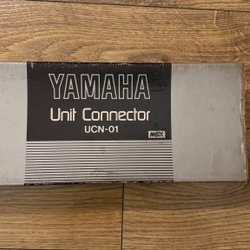 YAMAHA
Unit Connector
UCN-01
MSX